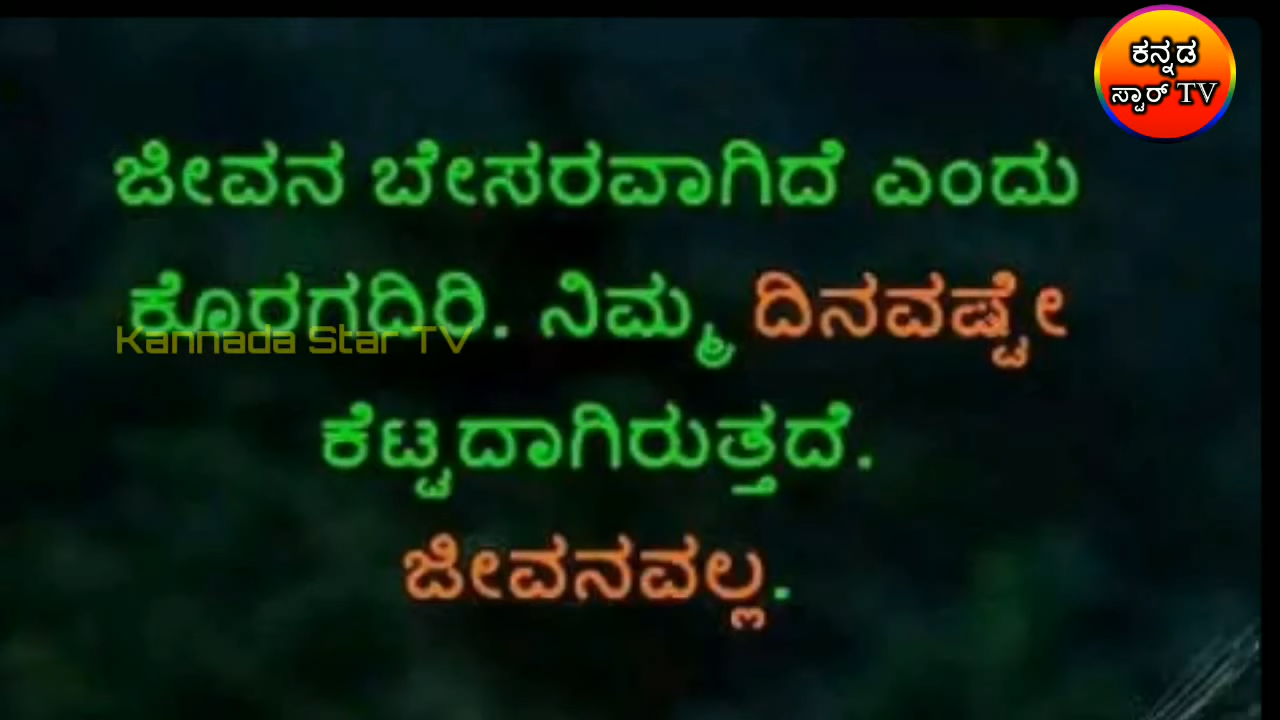 ಕನ್ನಡ
ಸ್ಟಾರ್ TV
ಜೀವನ ಬೇಸರವಾಗಿದೆ ಎಂದು
ಕೊರಗದಿರಿ. ನಿಮ್ಮ ದಿನವಷ್ಟೇ
Kannada Star TV
ಕೆಟ್ಟದಾಗಿರುತ್ತದೆ.
ಜೀವನವಲ್ಲ.